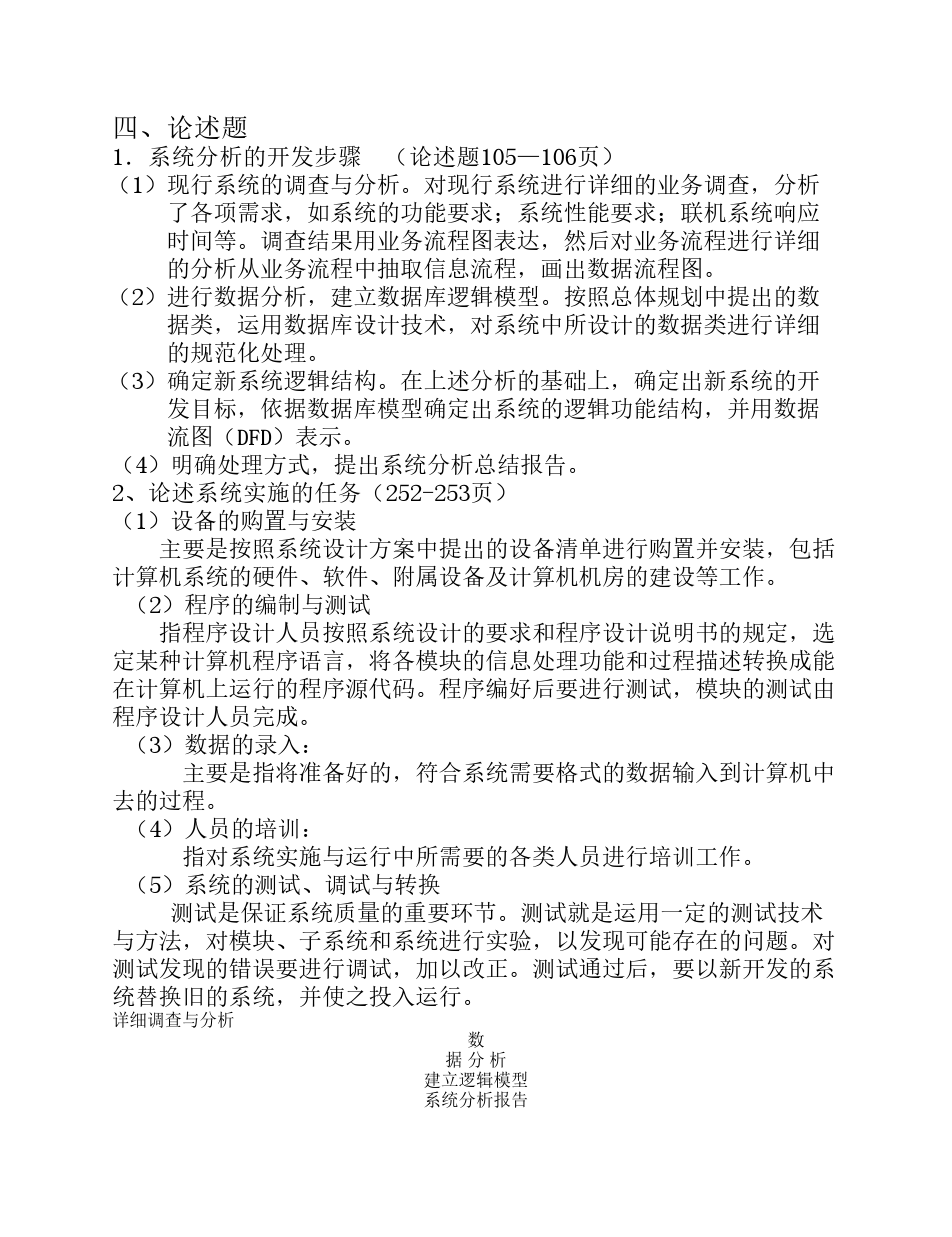 四、论述题
1．系统分析的开发步骤　（论述题105—106页）
（1）现行系统的调查与分析。对现行系统进行详细的业务调查，分析
了各项需求，如系统的功能要求；系统性能要求；联机系统响应
时间等。调查结果用业务流程图表达，然后对业务流程进行详细
的分析从业务流程中抽取信息流程，画出数据流程图。
（2）进行数据分析，建立数据库逻辑模型。按照总体规划中提出的数
据类，运用数据库设计技术，对系统中所设计的数据类进行详细
的规范化处理。
（3）确定新系统逻辑结构。在上述分析的基础上，确定出新系统的开
发目标，依据数据库模型确定出系统的逻辑功能结构，并用数据
流图（DFD）表示。
（4）明确处理方式，提出系统分析总结报告。
2、论述系统实施的任务（252-253页）
（1）设备的购置与安装
主要是按照系统设计方案中提出的设备清单进行购置并安装，包括
计算机系统的硬件、软件、附属设备及计算机机房的建设等工作。
（2）程序的编制与测试
指程序设计人员按照系统设计的要求和程序设计说明书的规定，选
定某种计算机程序语言，将各模块的信息处理功能和过程描述转换成能
在计算机上运行的程序源代码。程序编好后要进行测试，模块的测试由
程序设计人员完成。
（3）数据的录入：
主要是指将准备好的，符合系统需要格式的数据输入到计算机中
去的过程。
（4）人员的培训：
指对系统实施与运行中所需要的各类人员进行培训工作。
（5）系统的测试、调试与转换
测试是保证系统质量的重要环节。测试就是运用一定的测试技术
与方法，对模块、子系统和系统进行实验，以发现可能存在的问题。对
测试发现的错误要进行调试，加以改正。测试通过后，要以新开发的系
统替换旧的系统，并使之投入运行。
详细调查与分析
数
据 分 析
建立逻辑模型
系统分析报告